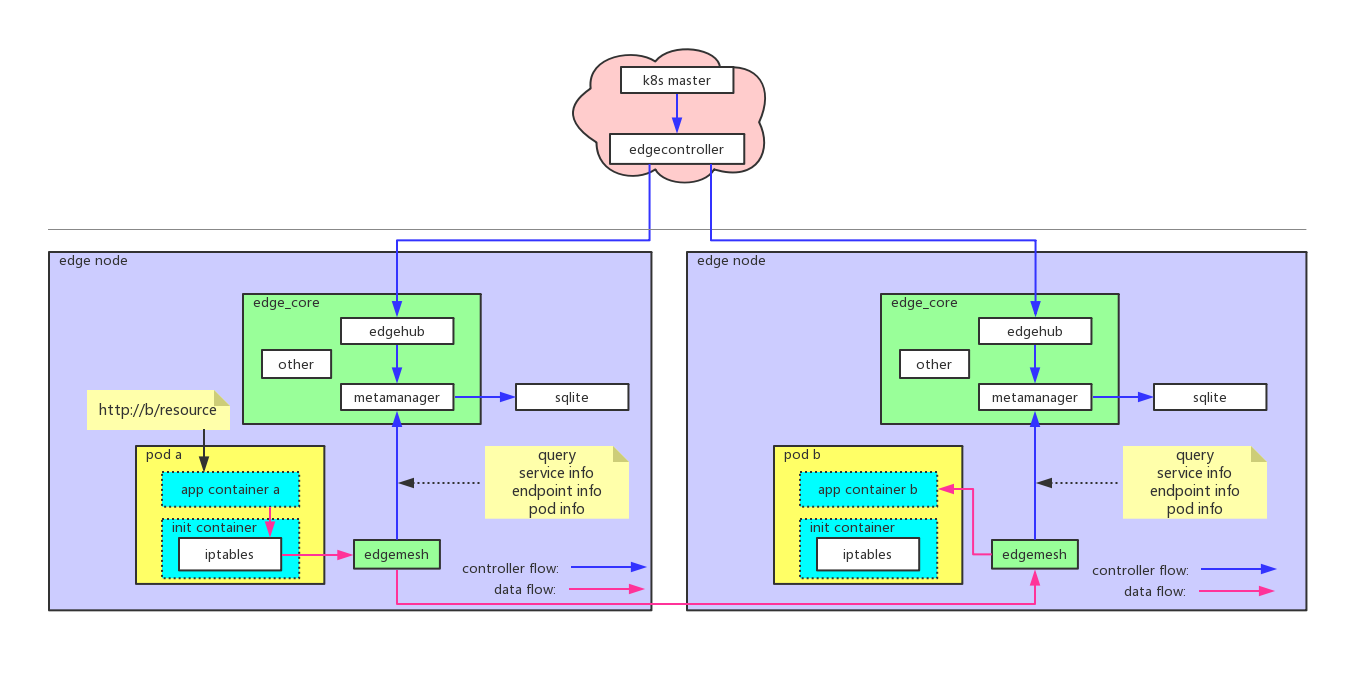 k8s master
edgecontroller
edge node
edge_core
edgehub
other
metamanager
sqlite
http://b/resource
pod a
app container a
init container
iptables
edgemesh
query
service info
endpoint info
pod info
controller flow:
data flow:
edge node
edge_core
edgehub
other
metamanager
sqlite
pod b
app container b
init container
iptables
edgemesh
query
service info
endpoint info
pod info
controller flow:
data flow: